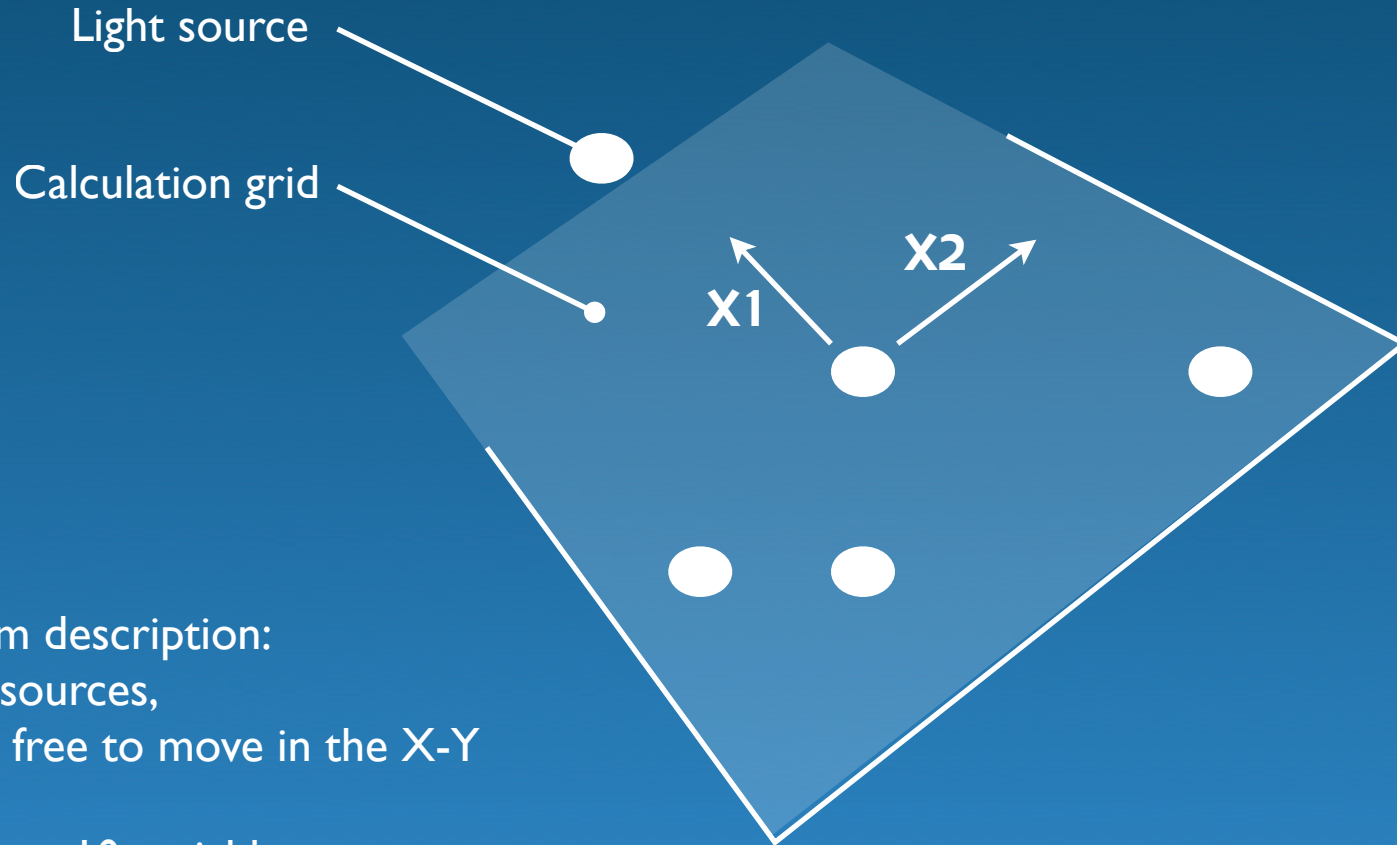 Light source
Calculation grid
X2
X1
m description:
sources,
free to move in the X-Y